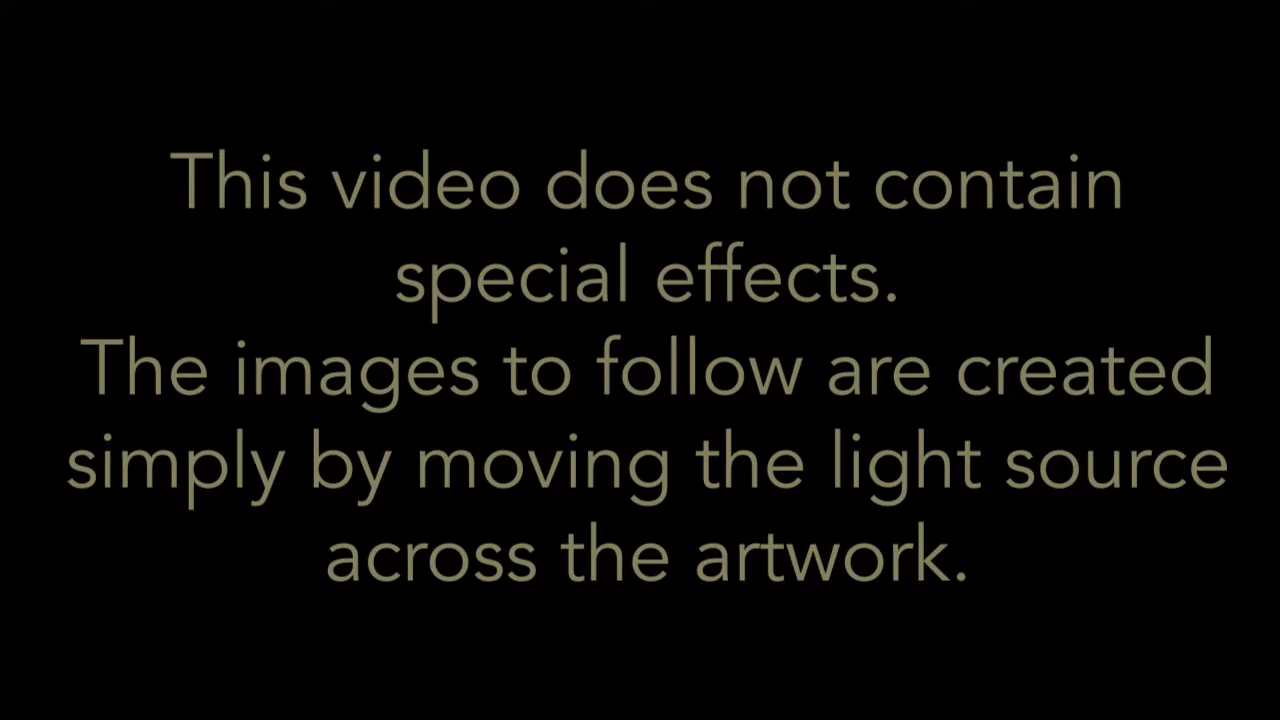 This video does not contain
special effects.
The images to follow are created
simply by moving the light source
across the artwork.